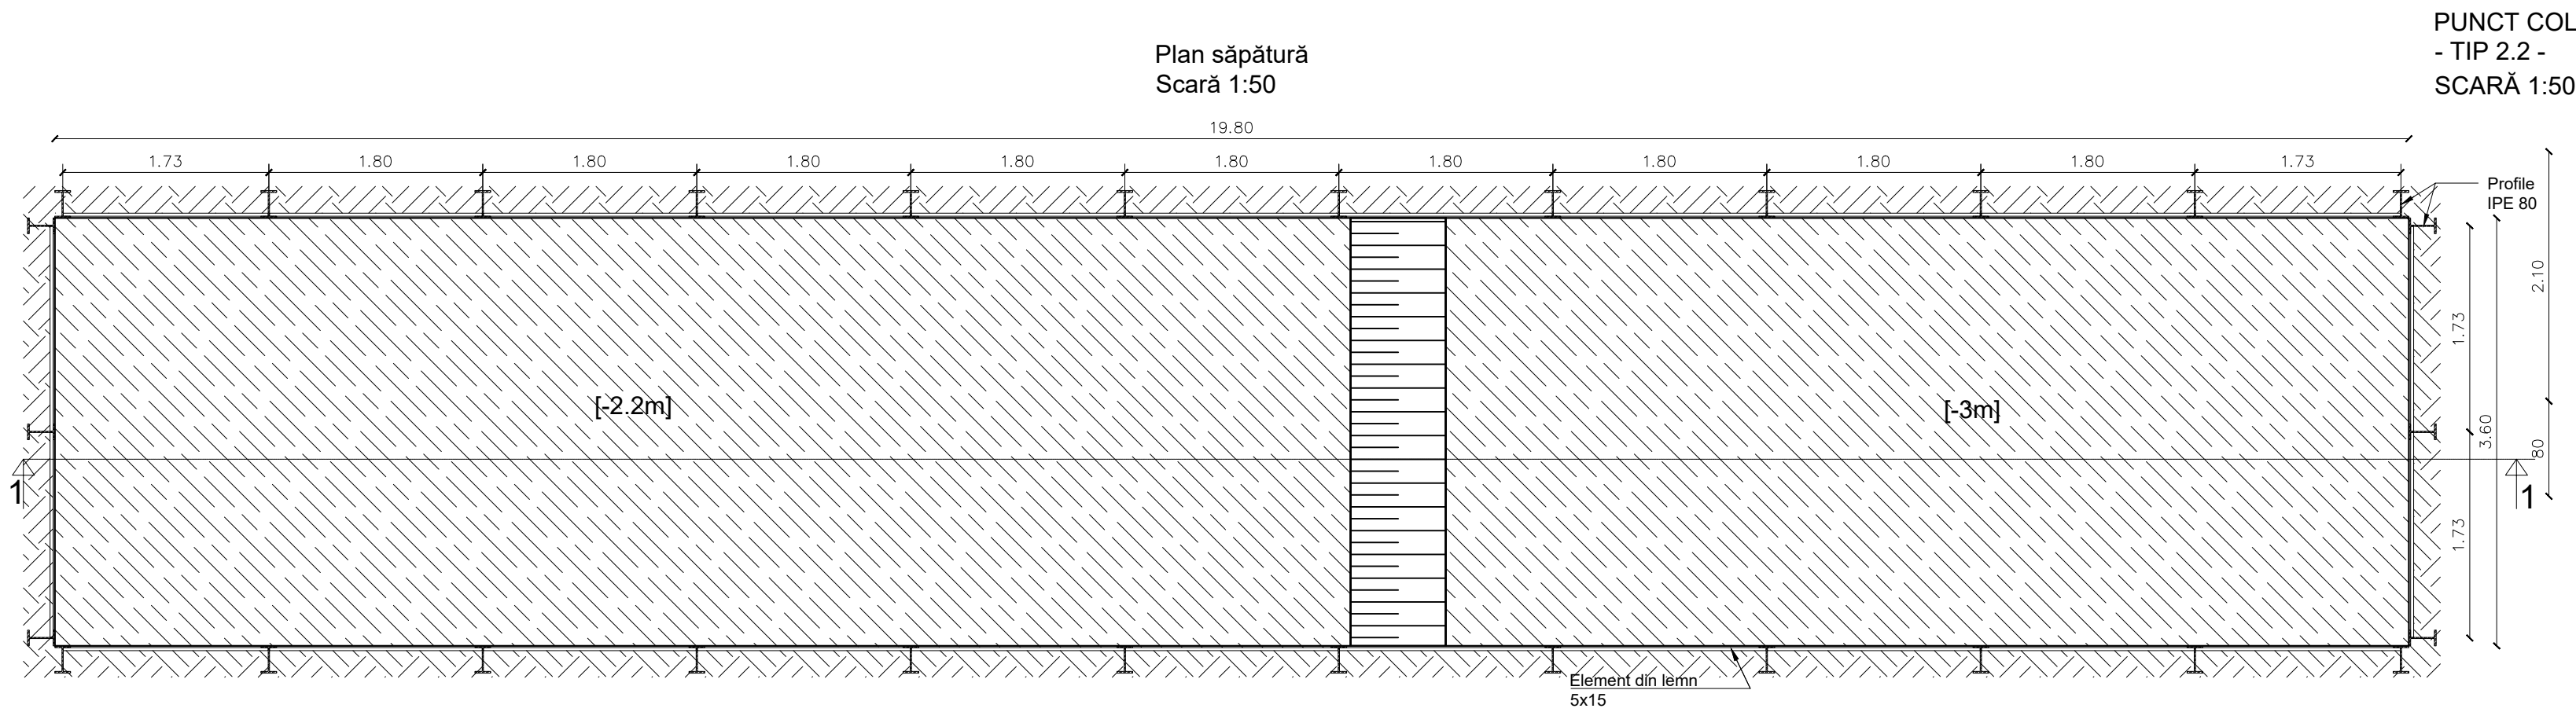 PUNCT COL
- TIP 2.2 -
SCARĂ 1:50
Plan săpătură
Scară 1:50
19.80
1.73 1.80 1.80 1.80 1.80 1.80 1.80 1.80 1.80 1.80 1.73
Profile
IPE 80
2.10
1.73
[-2.2m]
[-3m]
3.60
80
1
1
1.73
Element din lemn
5x15